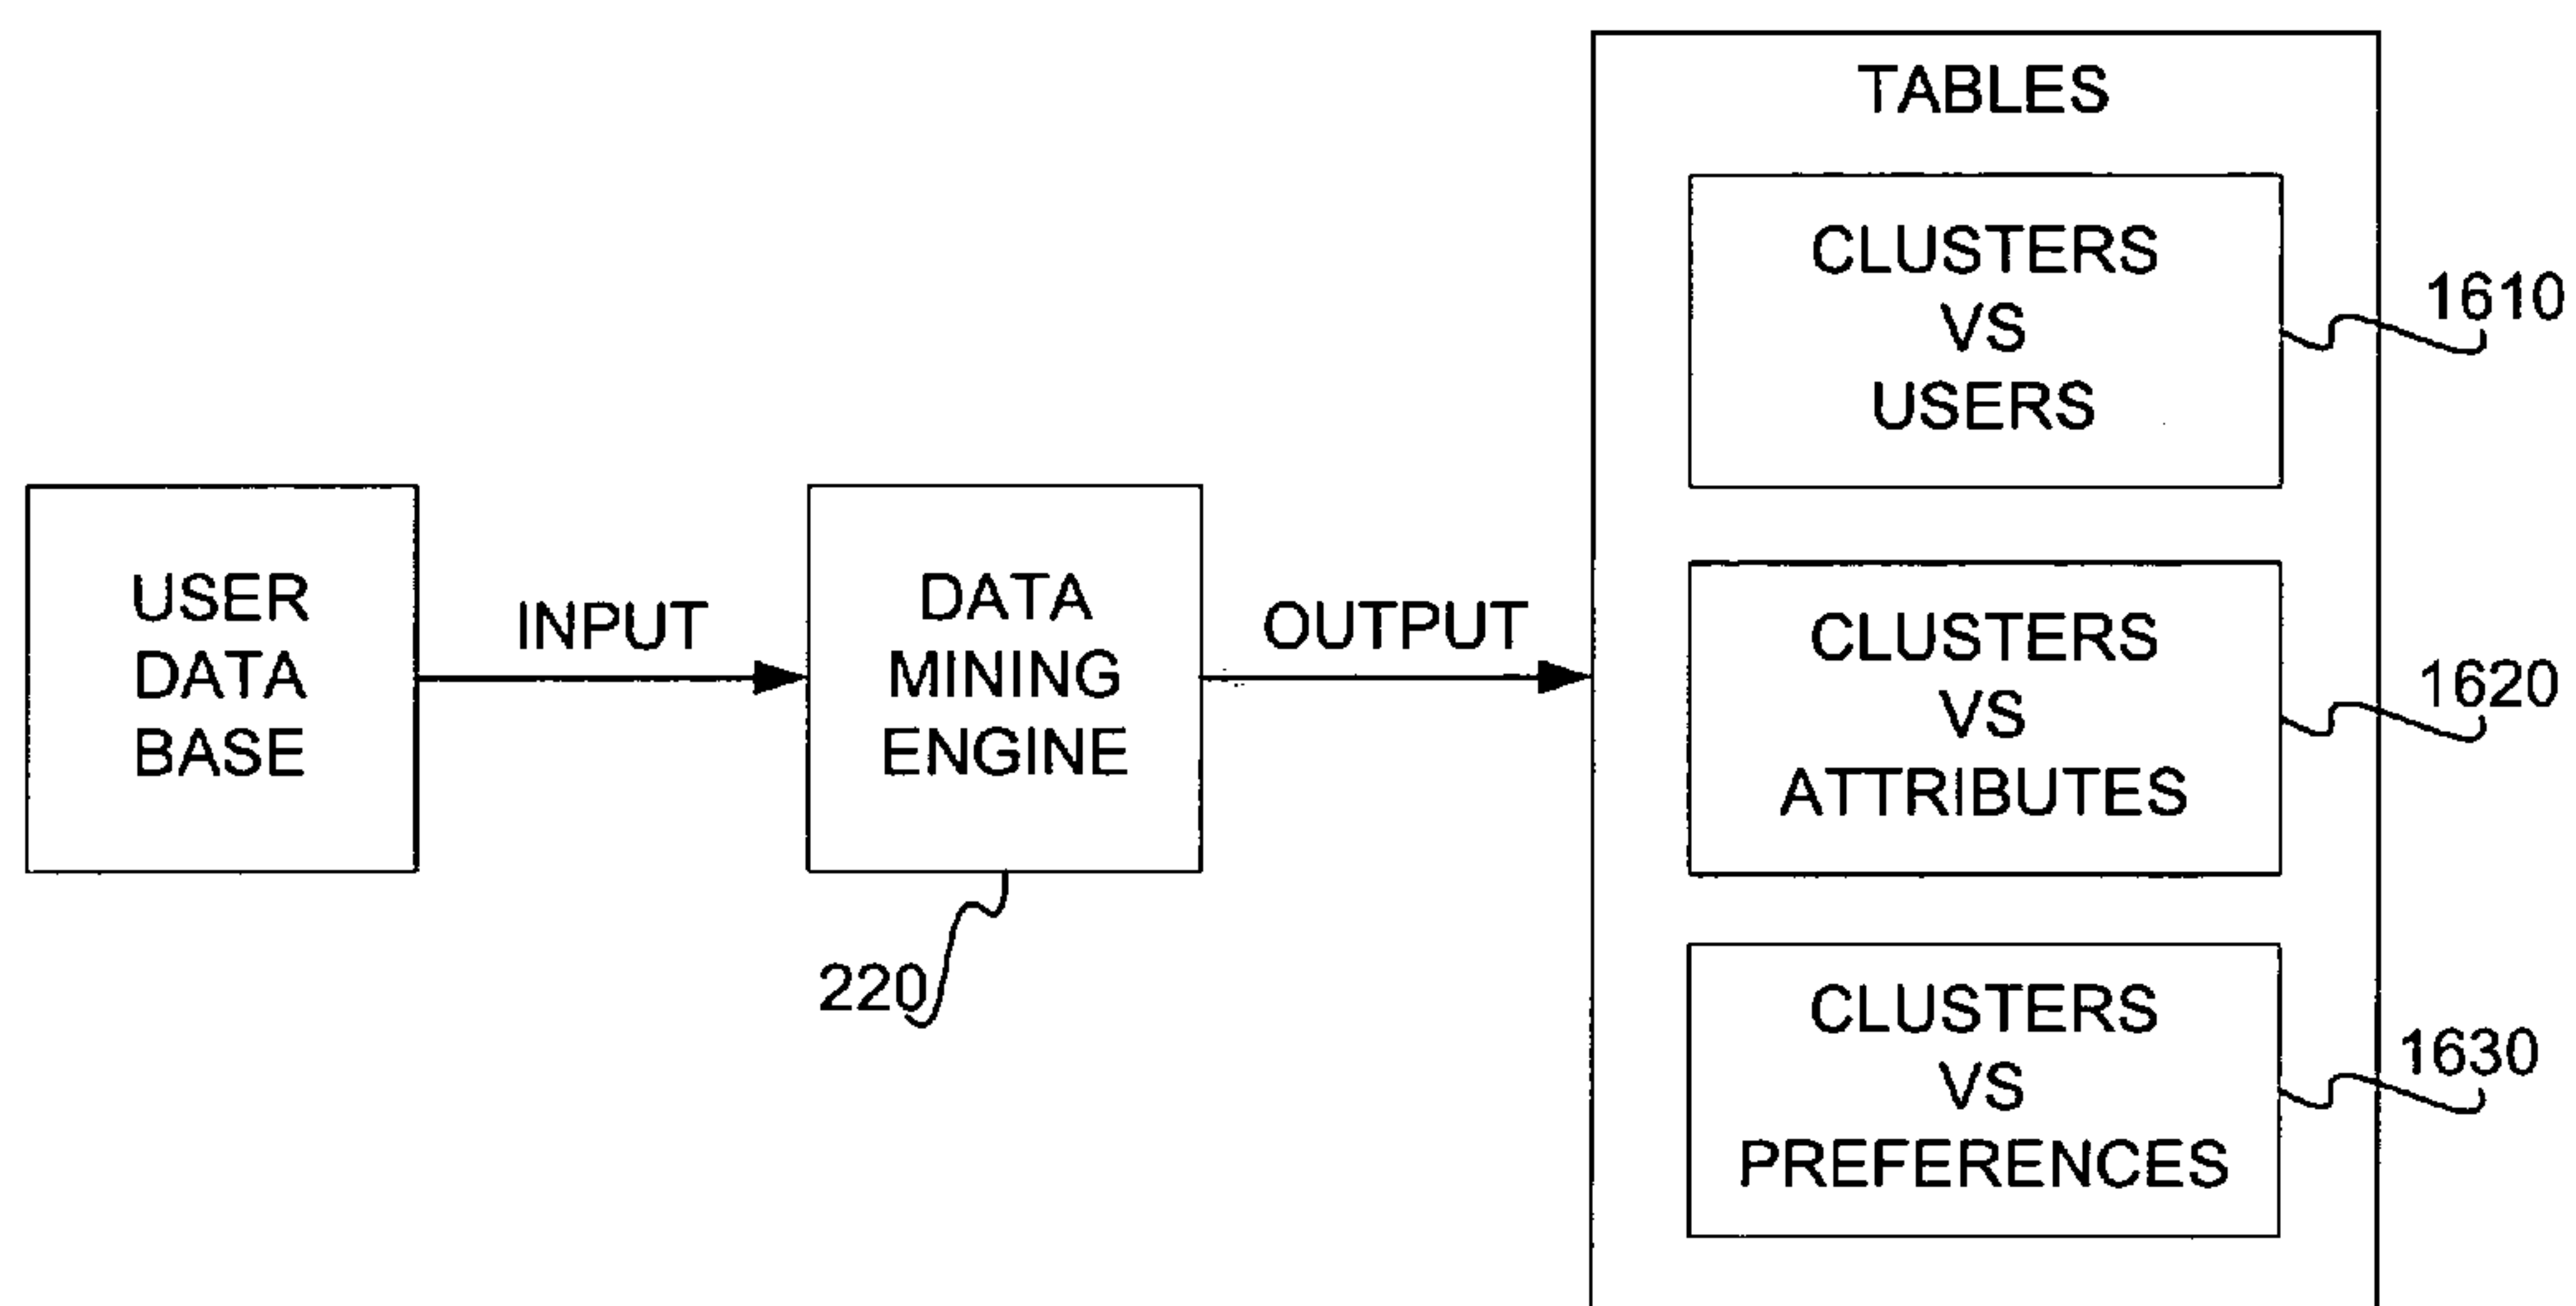 USER
DATA
BASE
INPUT
DATA
MINING
ENGINE
220
OUTPUT
TABLES
CLUSTERS
VS
USERS
1610
CLUSTERS
VS
ATTRIBUTES
1620
CLUSTERS
VS
PREFERENCES
1630